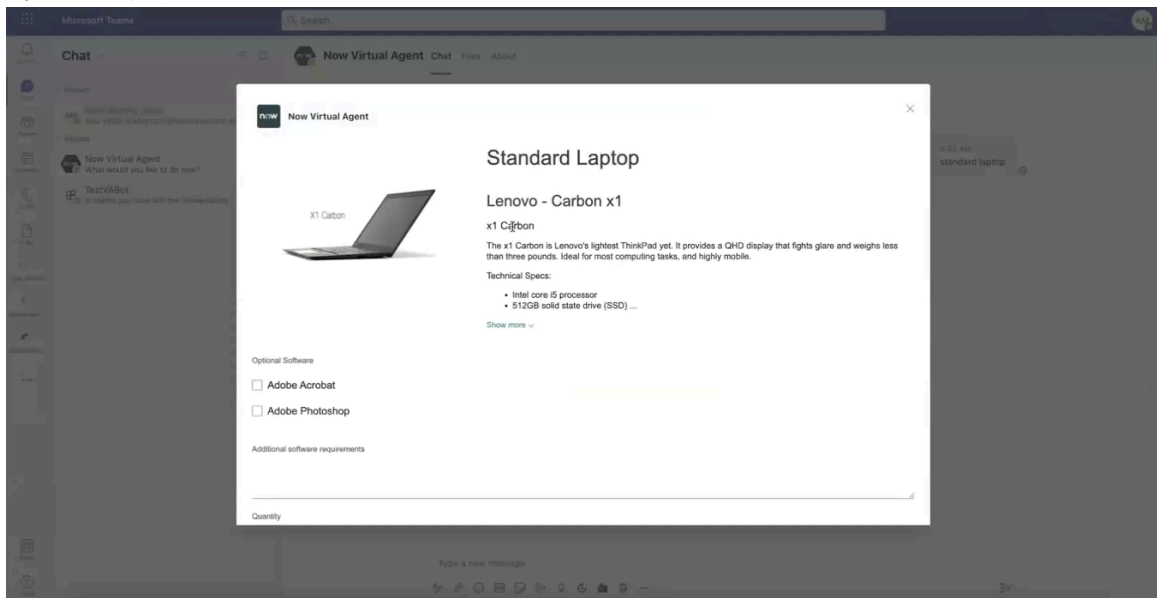 Microsoft Teams
Search
AM
Chat
Now Virtual Agent Chat Files About
Now Virtual Agent
What would you like to do now?
TestVABot
standard laptop
now Now Virtual Agent
Standard Laptop
X1 Carbon
Lenovo - Carbon x1
x1 Carbon
The x1 Carbon is Lenovo's lightest ThinkPad yet. It provides a QHD display that fights glare and weighs less
than three pounds. Ideal for most computing tasks, and highly mobile.
Technical Specs:
• Intel core i5 processor
• 512GB solid state drive (SSD) ...
Show more
Optional Software
Adobe Acrobat
Adobe Photoshop
Additional software requirements
Quantity
Type a new message